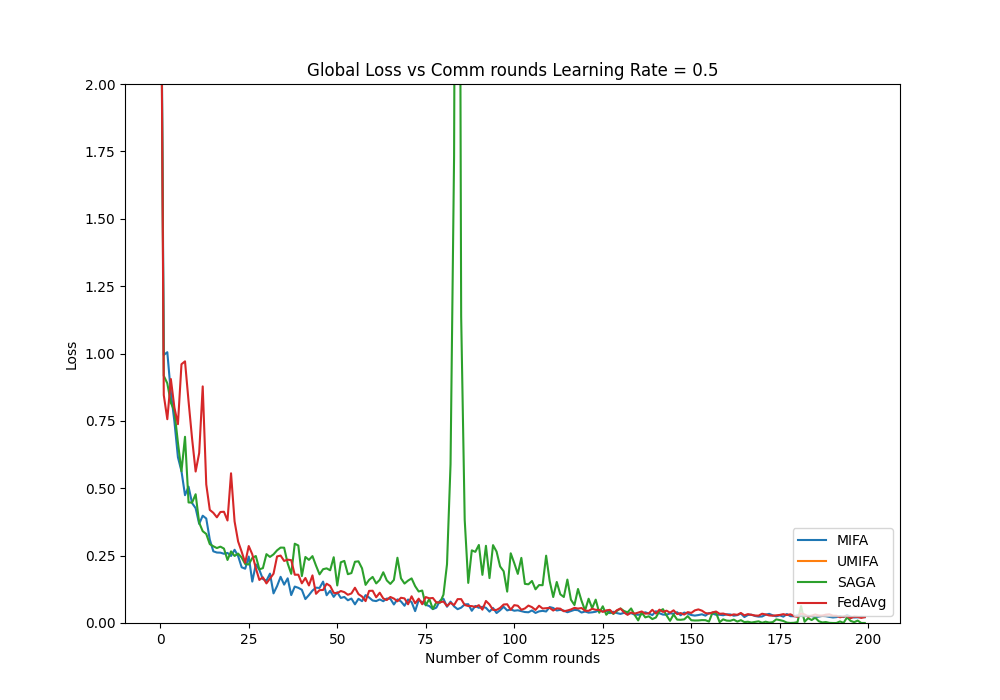 Global Loss vs Comm rounds Learning Rate = 0.5
2.00
1.75
1.50
1.25
1.00
0.75
0.50
0.25
0.00
Loss
MIFA
UMIFA
SAGA
FedAvg
0 25 50 75 100 125 150 175 200
Number of Comm rounds